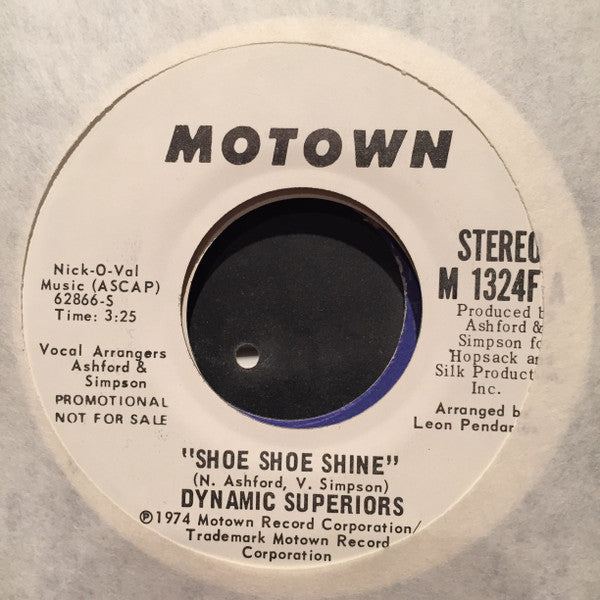 MOTOWN
Nick-O-Val
Music (ASCAP)
62866-S
Time: 3:25
Vocal Arrangers
Ashford &
Simpson
PROMOTIONAL
NOT FOR SALE
STEREO
M 1324F
Produced b
Ashford &
Simpson fo
Hopsack an
Silk Product
Inc.
Arranged b
Leon Pendar
"SHOE SHOE SHINE"
(N. Ashford, V. Simpson)
DYNAMIC SUPERIORS
℗1974 Motown Record Corporation/
Trademark Motown Record
Corporation